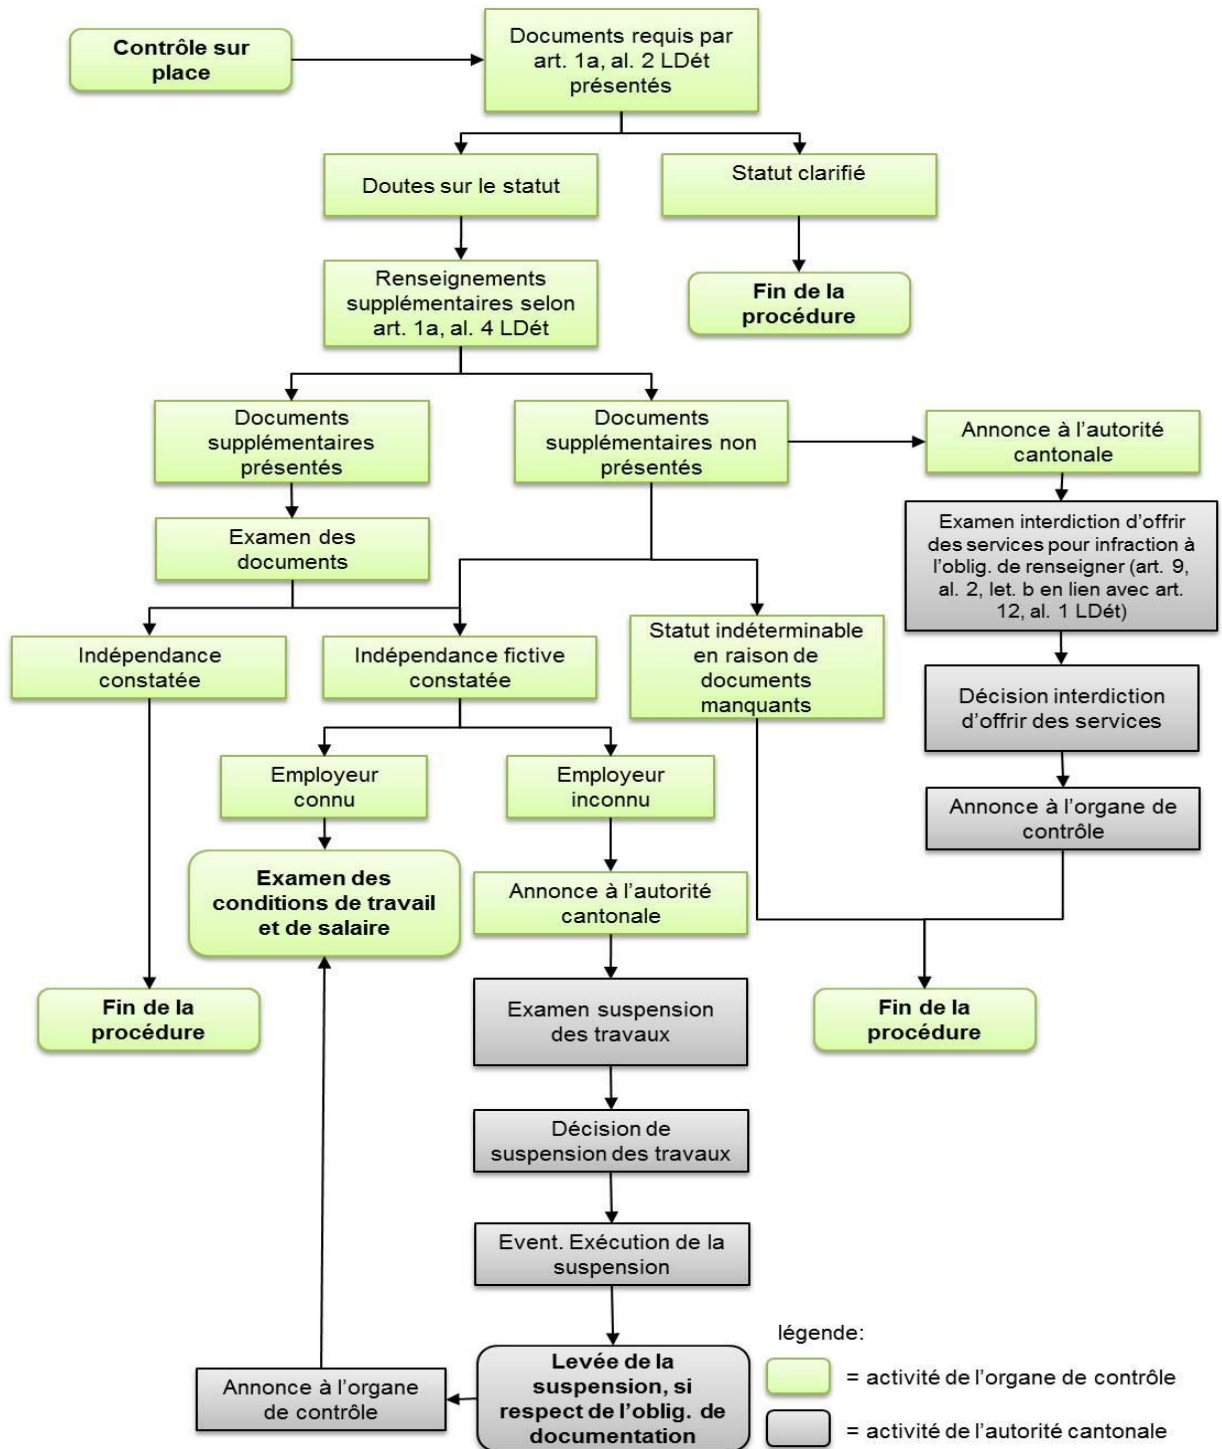 Contrôle sur
place
Documents requis par
art. 1a, al. 2 LDét
présentés
Doutes sur le statut
Statut clarifié
Renseignements
supplémentaires selon
art. 1a, al. 4 LDét
Fin de la
procédure
Documents
supplémentaires
présentés
Documents
supplémentaires non
présentés
Annonce à l'autorité
cantonale
Examen des
documents
Examen interdiction d'offrir
des services pour infraction à
l'oblig. de renseigner (art. 9,
al. 2, let. b en lien avec art.
12, al. 1 LDét)
Indépendance
constatée
Indépendance fictive
constatée
Statut indéterminable
en raison de
documents
manquants
Décision interdiction
d'offrir des services
Employeur
connu
Employeur
inconnu
Annonce à l'organe de
contrôle
Examen des
conditions de travail
et de salaire
Annonce à l'autorité
cantonale
Fin de la
procédure
Examen suspension
des travaux
Fin de la
procédure
Décision de
suspension des travaux
Event. Exécution de la
suspension
Levée de la
suspension, si
respect de l'oblig. de
documentation
Annonce à l'organe
de contrôle
légende:
= activité de l'organe de contrôle
= activité de l'autorité cantonale